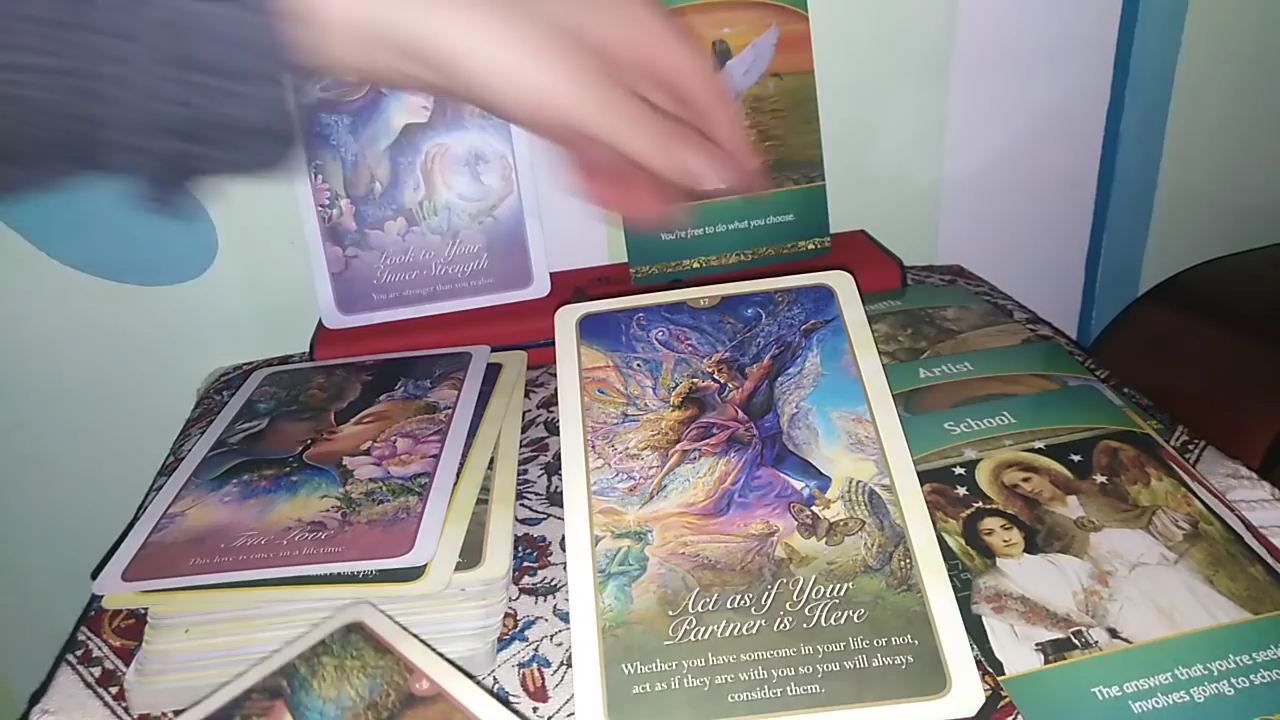 Look to Your
Inner Strength
You are stronger than you realize.
You're free to do what you choose.
37
Act as if Your
Partner is Here
Whether you have someone in your life or not,
act as if they are with you so you will always
consider them.
True Love
This love is once in a lifetime
deeply.
Artist
School
The answer that you're
involves going to